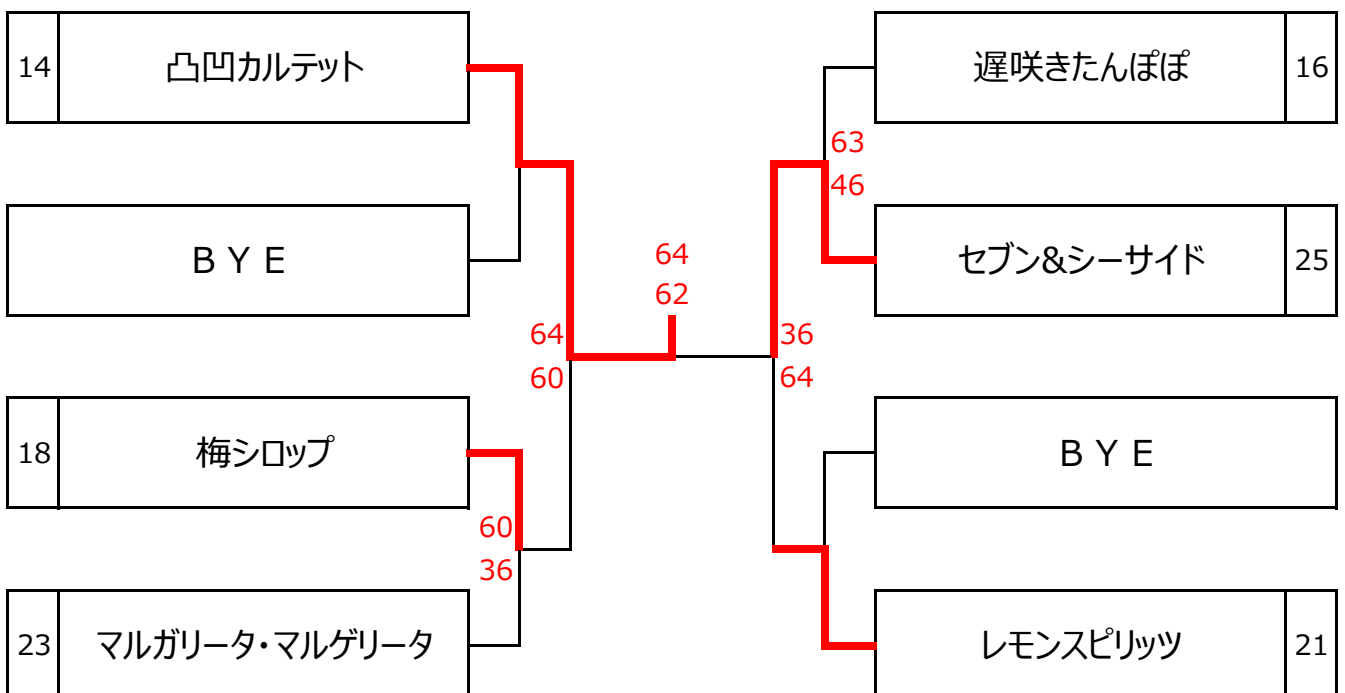 14 凸凹カルテット
遅咲きたんぽぽ 16
63
46
ＢＹＥ
セブン&シーサイド 25
64
62
64
60
36
64
18 梅シロップ
ＢＹＥ
60
36
23 マルガリータ・マルゲリータ
レモンスピリッツ 21